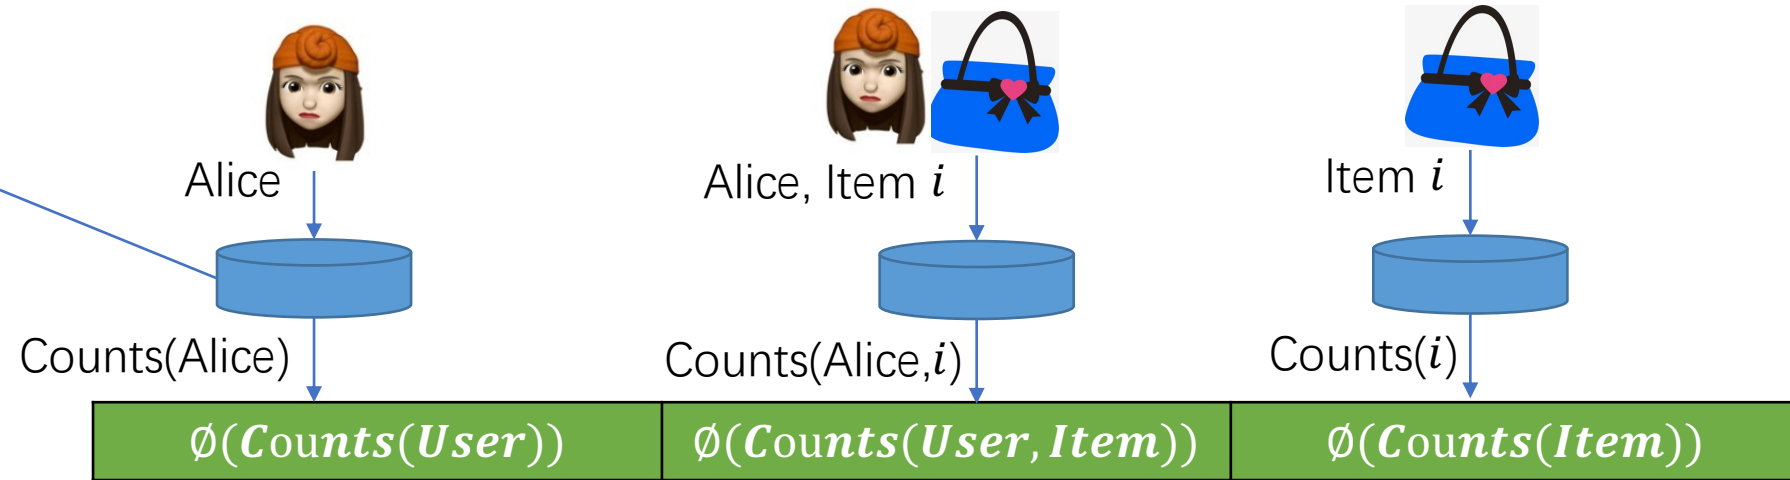 Alice
Alice, Item i
Item i
Counts(Alice)
Counts(Alice,i)
Counts(i)
∅(Counts(User))
∅(Counts(User, Item))
∅(Counts(Item))